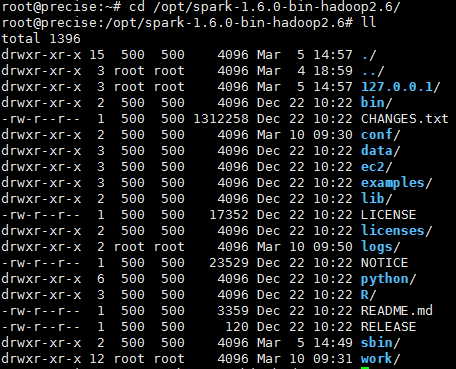 root@precise:~# cd /opt/spark-1.6.0-bin-hadoop2.6/
root@precise:/opt/spark-1.6.0-bin-hadoop2.6# ll
total 1396
drwxr-xr-x 15  500  500    4096 Mar  5 14:57 ./
drwxr-xr-x  3 root root    4096 Mar  4 18:59 ../
drwxr-xr-x  3 root root    4096 Mar  5 14:57 127.0.0.1/
drwxr-xr-x  2  500  500    4096 Dec 22 10:22 bin/
-rw-r--r--  1  500  500 1312258 Dec 22 10:22 CHANGES.txt
drwxr-xr-x  2  500  500    4096 Mar 10 09:30 conf/
drwxr-xr-x  3  500  500    4096 Dec 22 10:22 data/
drwxr-xr-x  3  500  500    4096 Dec 22 10:22 ec2/
drwxr-xr-x  3  500  500    4096 Dec 22 10:22 examples/
drwxr-xr-x  2  500  500    4096 Dec 22 10:22 lib/
-rw-r--r--  1  500  500   17352 Dec 22 10:22 LICENSE
drwxr-xr-x  2  500  500    4096 Dec 22 10:22 licenses/
drwxr-xr-x  2 root root    4096 Mar 10 09:50 logs/
-rw-r--r--  1  500  500   23529 Dec 22 10:22 NOTICE
drwxr-xr-x  6  500  500    4096 Dec 22 10:22 python/
drwxr-xr-x  3  500  500    4096 Dec 22 10:22 R/
-rw-r--r--  1  500  500    3359 Dec 22 10:22 README.md
-rw-r--r--  1  500  500     120 Dec 22 10:22 RELEASE
drwxr-xr-x  2  500  500    4096 Mar  5 14:49 sbin/
drwxr-xr-x 12 root root    4096 Mar 10 09:31 work/